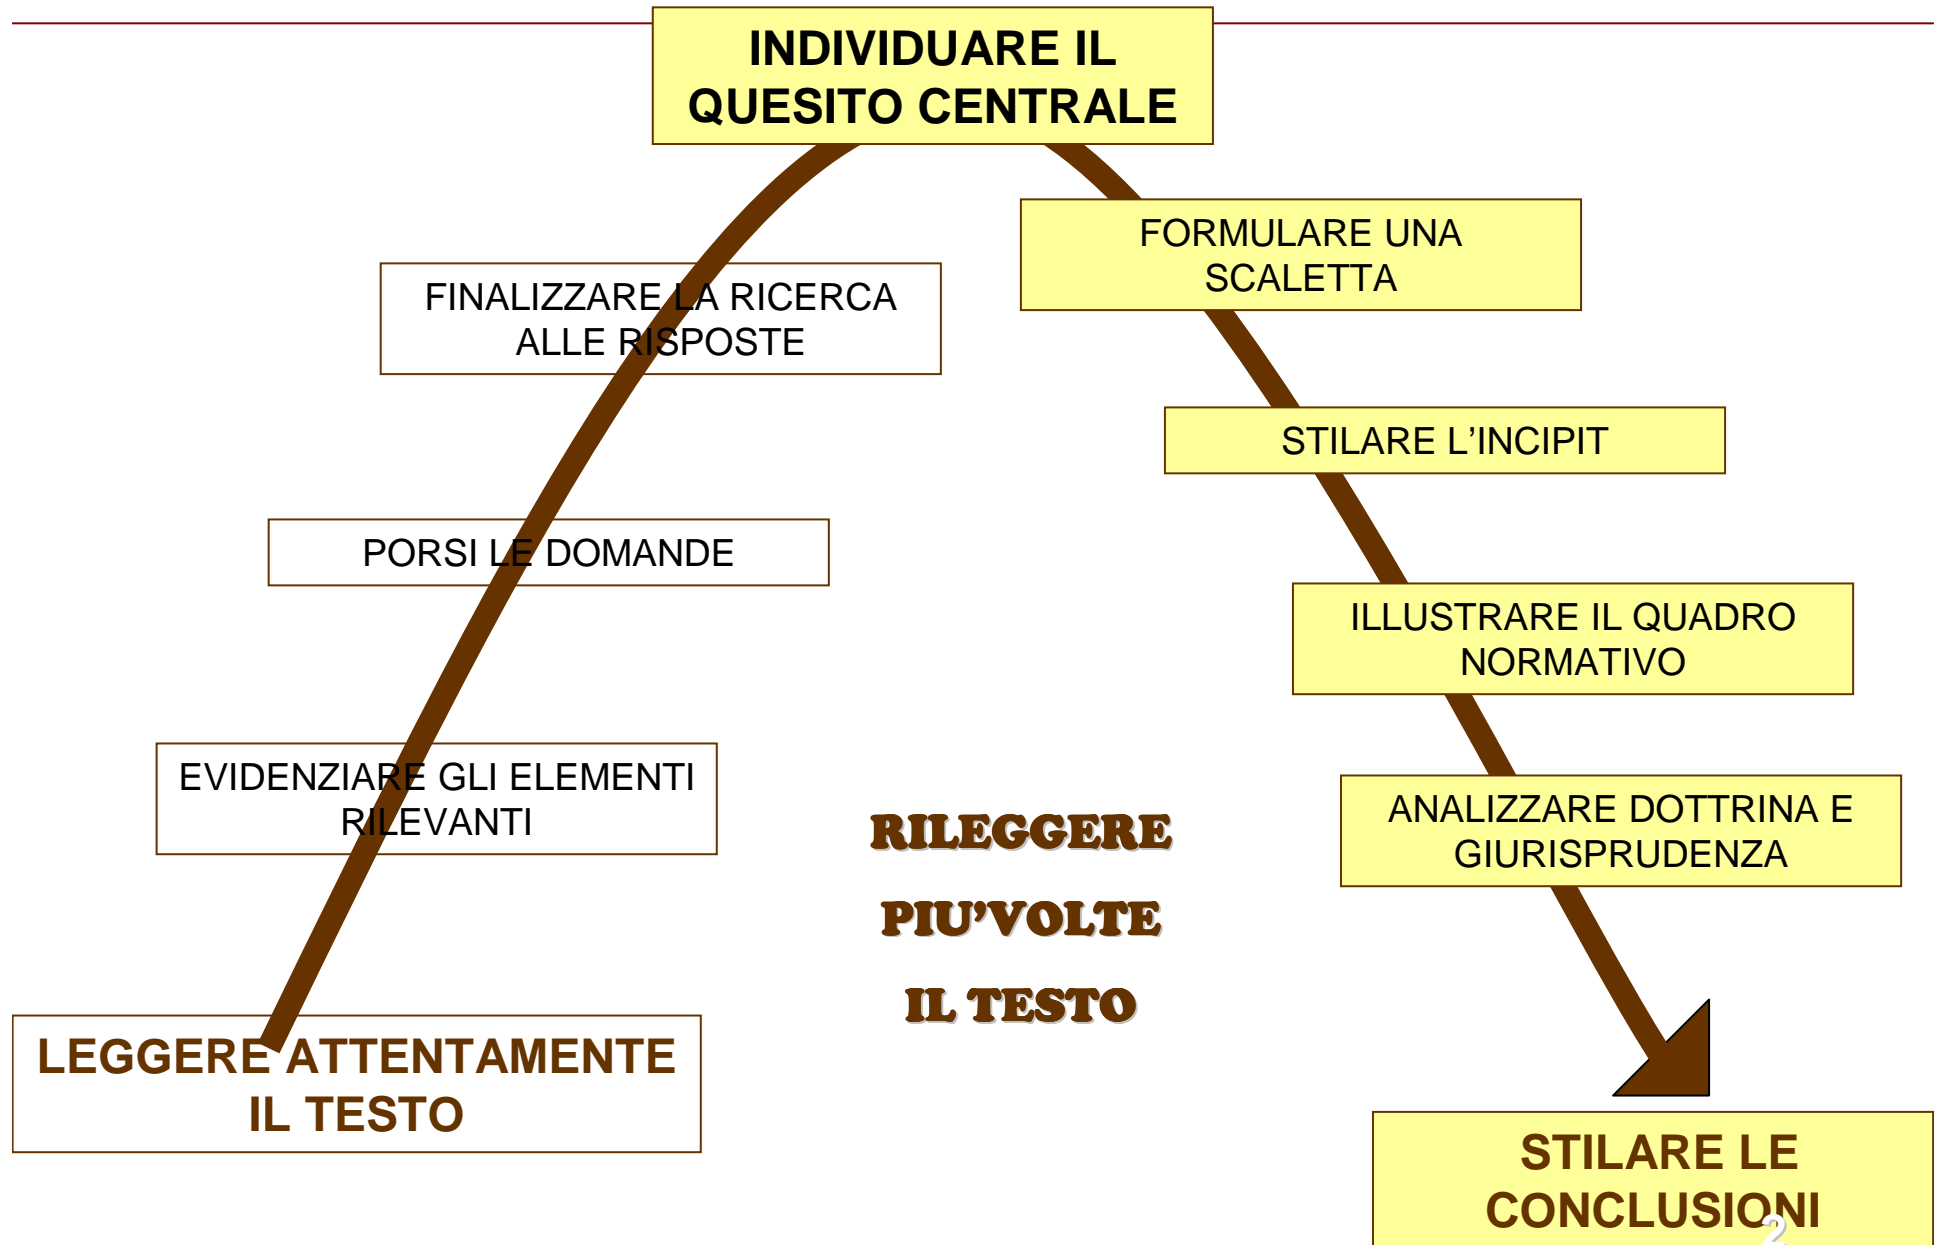 INDIVIDUARE IL
QUESITO CENTRALE
FORMULARE UNA
SCALETTA
FINALIZZARE LA RICERCA
ALLE RISPOSTE
STILARE L’INCIPIT
PORSI LE DOMANDE
ILLUSTRARE IL QUADRO
NORMATIVO
EVIDENZIARE GLI ELEMENTI
RILEVANTI
ANALIZZARE DOTTRINA E
GIURISPRUDENZA
RILEGGERE
PIU’VOLTE
IL TESTO
LEGGERE ATTENTAMENTE
IL TESTO
STILARE LE
CONCLUSIONI
2